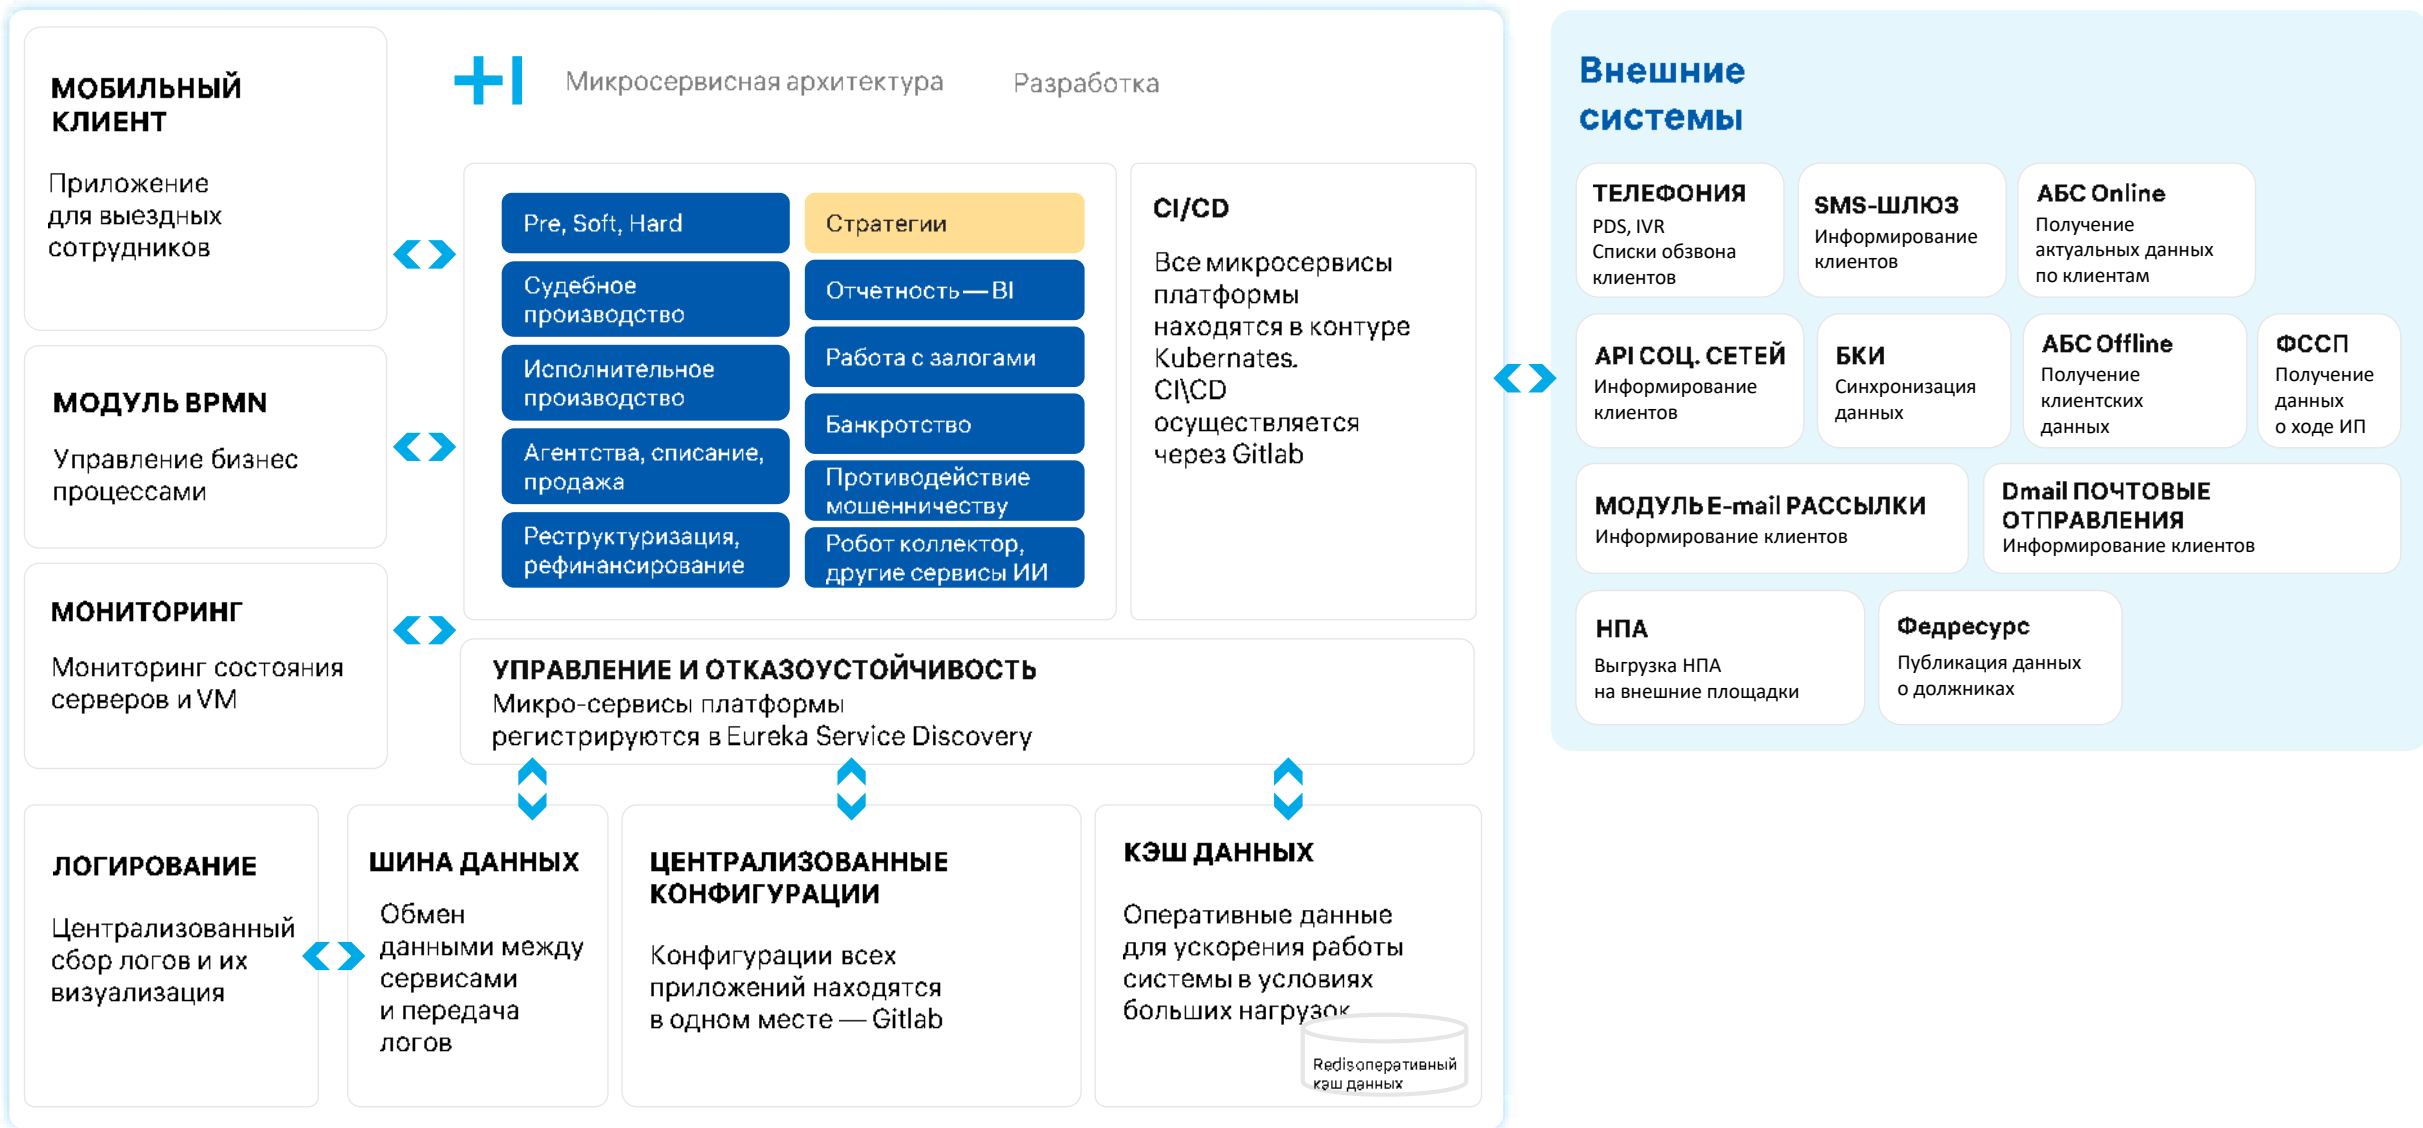 МОБИЛЬНЫЙ
КЛИЕНТ
Приложение
для выездных
сотрудников
МОДУЛЬ BPMN
Управление бизнес
процессами
МОНИТОРИНГ
Мониторинг состояния
серверов и VM
Микросервисная архитектура
Разработка
Pre, Soft, Hard
Судебное
производство
Исполнительное
производство
Агентства, списание,
продажа
Реструктуризация,
рефинансирование
Стратегии
Отчетность — BI
Работа с залогами
Банкротство
Противодействие
мошенничеству
Робот коллектор,
другие сервисы ИИ
CI/CD
Все микросервисы
платформы
находятся в контуре
Kubernates.
CI\CD
осуществляется
через Gitlab
УПРАВЛЕНИЕ И ОТКАЗОУСТОЙЧИВОСТЬ
Микро-сервисы платформы
регистрируются в Eureka Service Discovery
ЛОГИРОВАНИЕ
Централизованный
сбор логов и их
визуализация
ШИНА ДАННЫХ
Обмен
данными между
сервисами
и передача
логов
ЦЕНТРАЛИЗОВАННЫЕ
КОНФИГУРАЦИИ
Конфигурации всех
приложений находятся
в одном месте — Gitlab
КЭШ ДАННЫХ
Оперативные данные
для ускорения работы
системы в условиях
больших нагрузок
Redisоперативный
кэш данных
Внешние
системы
ТЕЛЕФОНИЯ
PDS, IVR
Списки обзвона
клиентов
SMS-ШЛЮЗ
Информирование
клиентов
АБС Online
Получение
актуальных данных
по клиентам
API СОЦ. СЕТЕЙ
Информирование
клиентов
БКИ
Синхронизация
данных
АБС Offline
Получение
клиентских
данных
ФССП
Получение
данных
о ходе ИП
МОДУЛЬ E-mail РАССЫЛКИ
Информирование клиентов
Dmail ПОЧТОВЫЕ
ОТПРАВЛЕНИЯ
Информирование клиентов
НПА
Выгрузка НПА
на внешние площадки
Федресурс
Публикация данных
о должниках